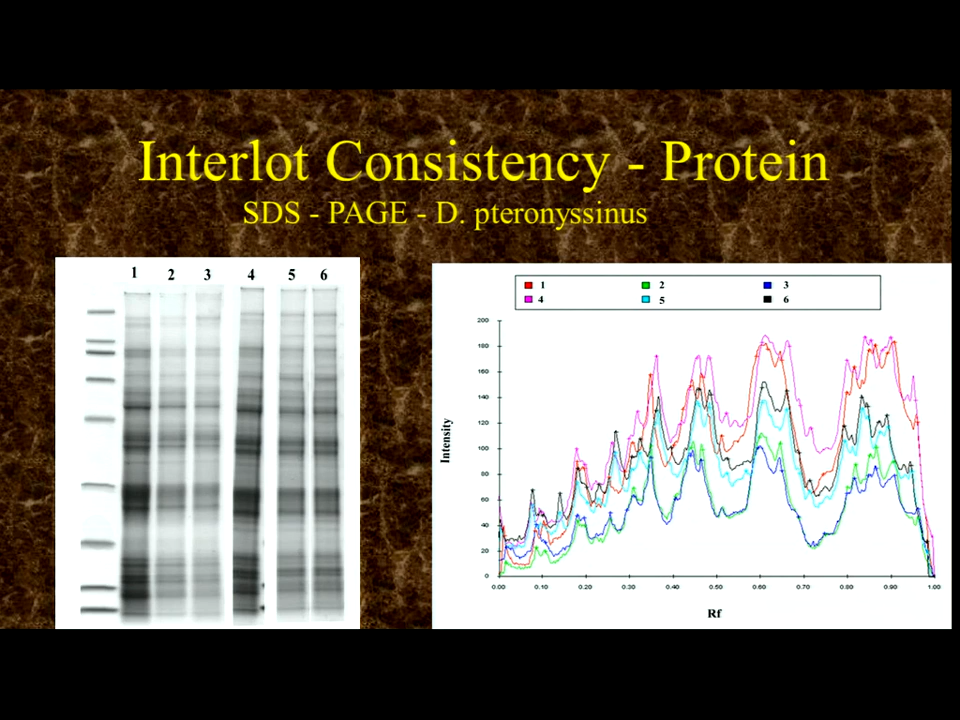 Interlot Consistency - Protein
SDS - PAGE - D. pteronyssinus
1 2 3 4 5 6
1 2 3
4 5 6
200
180
160
140
120
100
80
60
40
20
0
Intensity
0.00 0.10 0.20 0.30 0.40 0.50 0.60 0.70 0.80 0.90 1.00
Rf